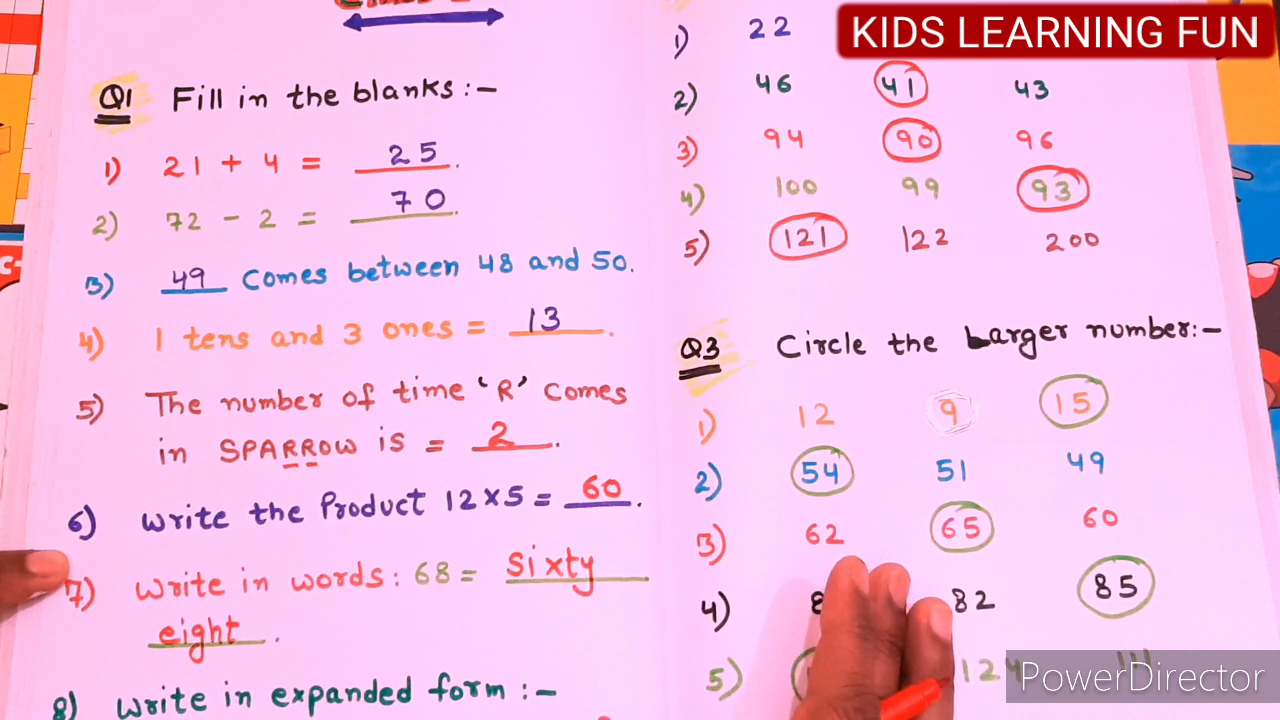 KIDS LEARNING FUN
Q1 Fill in the blanks :-
1) 21 + 4 = 25.
2) 72 - 2 = 70.
3) 49 comes between 48 and 50.
4) 1 tens and 3 ones = 13.
5) The number of time 'R' comes
in SPARROW is = 2.
6) Write the Product 12 x 5 = 60.
7) Write in words: 68 = Sixty
eight.
8) Write in expanded form :-
1) 22
2) 46 41 43
3) 94 90 96
4) 100 99 93
5) 121 122 200
Q3 Circle the Larger number:-
1) 12 9 15
2) 54 51 49
3) 62 65 60
4) 82 85
5) 124
PowerDirector